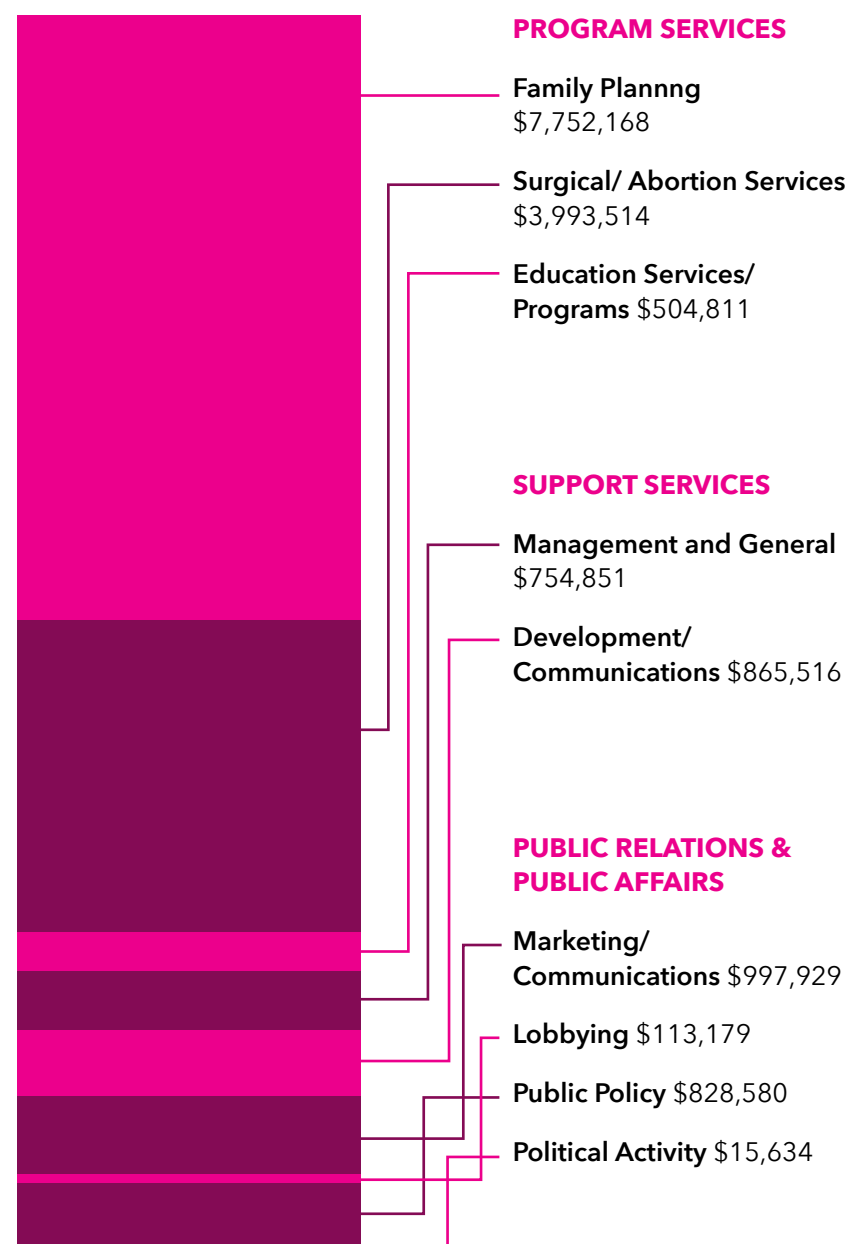 PROGRAM SERVICES
Family Plannng
$7,752,168
Surgical/ Abortion Services
$3,993,514
Education Services/
Programs $504,811
SUPPORT SERVICES
Management and General
$754,851
Development/
Communications $865,516
PUBLIC RELATIONS &
PUBLIC AFFAIRS
Marketing/
Communications $997,929
Lobbying $113,179
Public Policy $828,580
Political Activity $15,634